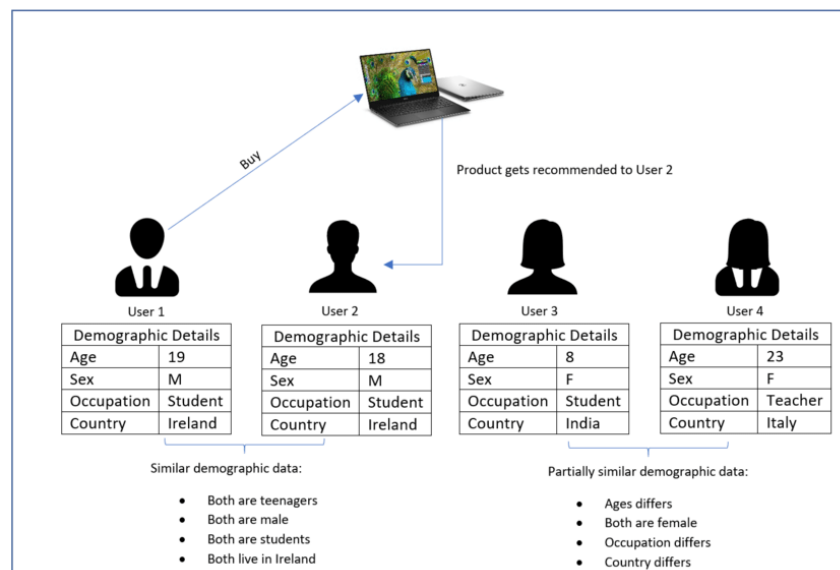 Buy
Product gets recommended to User 2
User 1
User 2
User 3
User 4
Demographic Details
Age 19
Sex M
Occupation Student
Country Ireland
Demographic Details
Age 18
Sex M
Occupation Student
Country Ireland
Demographic Details
Age 8
Sex F
Occupation Student
Country India
Demographic Details
Age 23
Sex F
Occupation Teacher
Country Italy
Similar demographic data:
• Both are teenagers
• Both are male
• Both are students
• Both live in Ireland
Partially similar demographic data:
• Ages differs
• Both are female
• Occupation differs
• Country differs